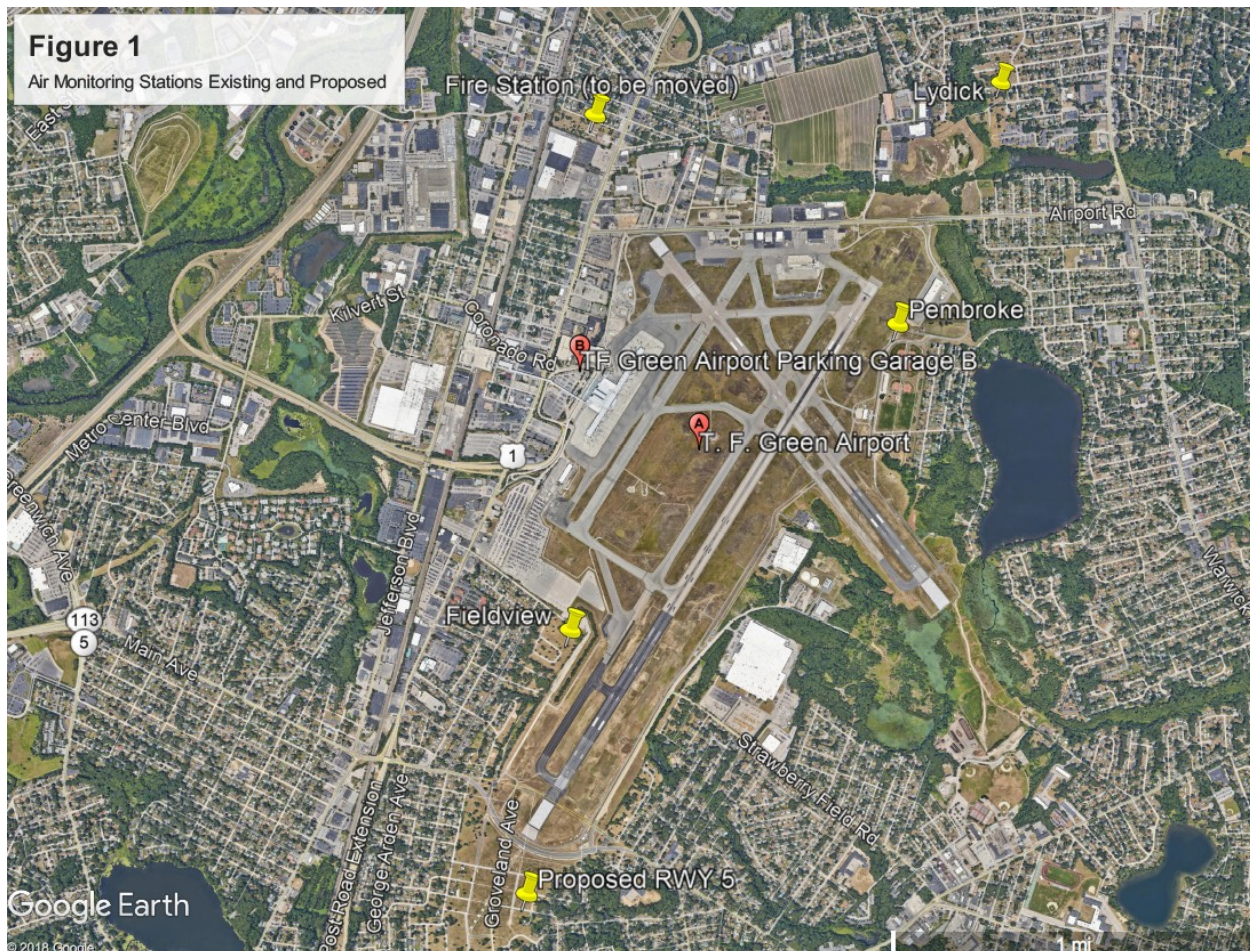 Figure 1
Air Monitoring Stations Existing and Proposed
Fire Station (to be moved)
Lydick
East
Airport Rd
Kilvert St
Coronado Rd
Pembroke
B
TF Green Airport Parking Garage B
Metro Center Blvd
A
T. F. Green Airport
1
Greenwich Ave
Jefferson Blvd
Warwick
Fieldview
113
5
Main Ave
Strawberry Field Rd
Post Road Extension
George Arden Ave
Groveland Ave
Proposed RWY 5
Google Earth
© 2018 Google
1 mi